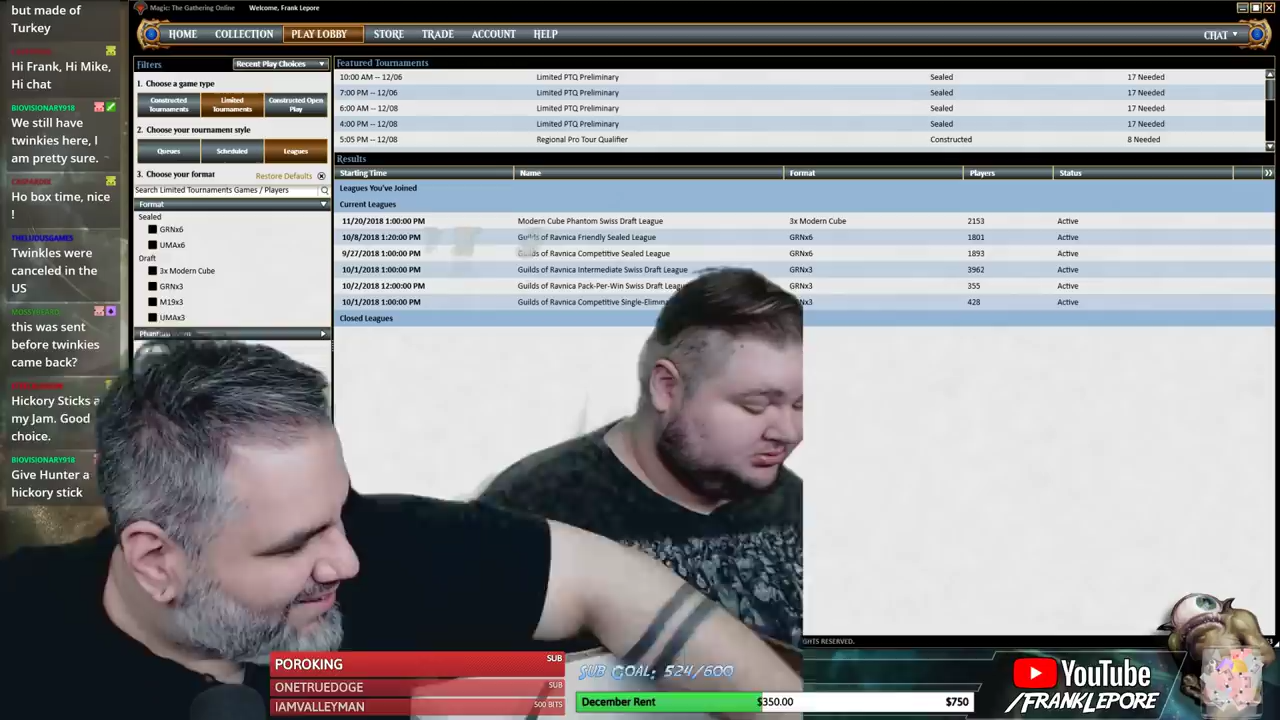 but made of
Turkey
Hi Frank, Hi Mike,
Hi chat
BIOVISIONARY918
We still have
twinkies here, I
am pretty sure.
Ho box time, nice
!
THELUDUSGAMES
Twinkles were
canceled in the
US
this was sent
before twinkies
came back?
Hickory Sticks a
my Jam. Good
choice.
BIOVISIONARY918
Give Hunter a
hickory stick
Magic: The Gathering Online Welcome, Frank Lepore
HOME COLLECTION PLAY LOBBY STORE TRADE ACCOUNT HELP CHAT
Filters Recent Play Choices
1. Choose a game type
Constructed Tournaments Limited Tournaments Constructed Open Play
2. Choose your tournament style
Queues Scheduled Leagues
3. Choose your format Restore Defaults
Search Limited Tournaments Games / Players
Format
Sealed
GRNx6
UMAx6
Draft
3x Modern Cube
GRNx3
M19x3
UMAx3
Featured Tournaments
10:00 AM -- 12/06 Limited PTQ Preliminary Sealed 17 Needed
7:00 PM -- 12/06 Limited PTQ Preliminary Sealed 17 Needed
6:00 AM -- 12/08 Limited PTQ Preliminary Sealed 17 Needed
4:00 PM -- 12/08 Limited PTQ Preliminary Sealed 17 Needed
5:05 PM -- 12/08 Regional Pro Tour Qualifier Constructed 8 Needed
Results
Starting Time Name Format Players Status
Leagues You've Joined
Current Leagues
11/20/2018 1:00:00 PM Modern Cube Phantom Swiss Draft League 3x Modern Cube 2153 Active
10/8/2018 1:20:00 PM Guilds of Ravnica Friendly Sealed League GRNx6 1801 Active
9/27/2018 1:00:00 PM Guilds of Ravnica Competitive Sealed League GRNx6 1893 Active
10/1/2018 1:00:00 PM Guilds of Ravnica Intermediate Swiss Draft League GRNx3 3962 Active
10/2/2018 12:00:00 PM Guilds of Ravnica Pack-Per-Win Swiss Draft League GRNx3 355 Active
10/1/2018 1:00:00 PM Guilds of Ravnica Competitive Single-Elimin 428 Active
Closed Leagues
GHTS RESERVED.
POROKING SUB
ONETRUEDOGE SUB
IAMVALLEYMAN 500 BITS
SUB GOAL: 524/600
December Rent $350.00 $750
YouTube
/FRANKLEPORE